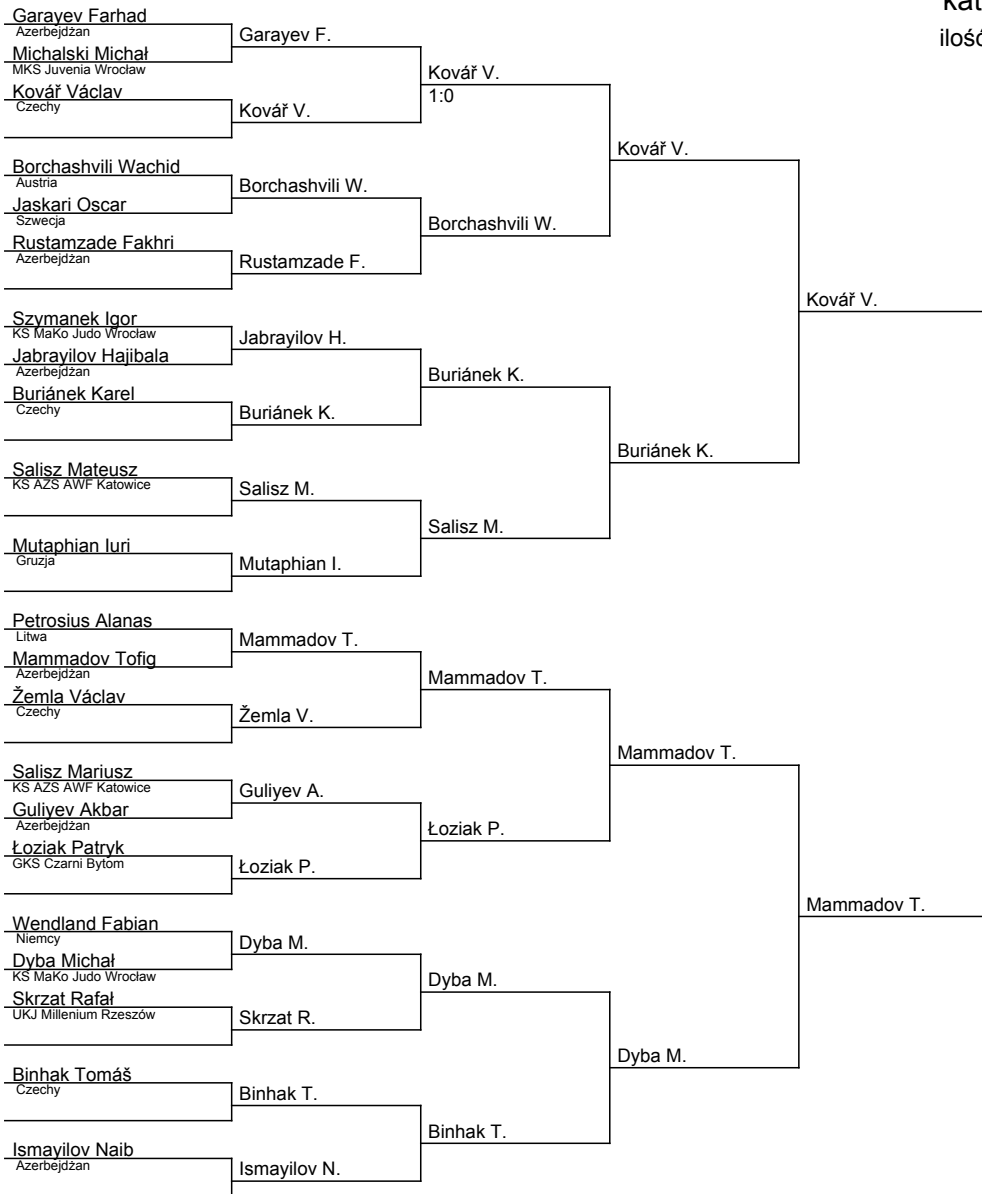 kat
ilość
Garayev Farhad
Azerbejdżan
Michalski Michał
MKS Juvenia Wrocław
Kovář Václav
Czechy
Borchashvili Wachid
Austria
Jaskari Oscar
Szwecja
Rustamzade Fakhri
Azerbejdżan
Szymanek Igor
KS MaKo Judo Wrocław
Jabrayilov Hajibala
Azerbejdżan
Buriánek Karel
Czechy
Salisz Mateusz
KS AZS AWF Katowice
Mutaphian Iuri
Gruzja
Petrosius Alanas
Litwa
Mammadov Tofig
Azerbejdżan
Žemla Václav
Czechy
Salisz Mariusz
KS AZS AWF Katowice
Guliyev Akbar
Azerbejdżan
Łoziak Patryk
GKS Czarni Bytom
Wendland Fabian
Niemcy
Dyba Michał
KS MaKo Judo Wrocław
Skrzat Rafał
UKJ Millenium Rzeszów
Binhak Tomáš
Czechy
Ismayilov Naib
Azerbejdżan
Garayev F.
Kovář V.
Borchashvili W.
Rustamzade F.
Jabrayilov H.
Buriánek K.
Salisz M.
Mutaphian I.
Mammadov T.
Žemla V.
Guliyev A.
Łoziak P.
Dyba M.
Skrzat R.
Binhak T.
Ismayilov N.
Kovář V.
1:0
Borchashvili W.
Buriánek K.
Salisz M.
Mammadov T.
Łoziak P.
Dyba M.
Binhak T.
Kovář V.
Buriánek K.
Mammadov T.
Dyba M.
Kovář V.
Mammadov T.